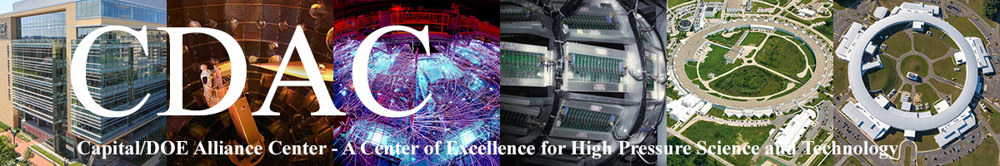 CDAC
Capital/DOE Alliance Center - A Center of Excellence for High Pressure Science and Technology